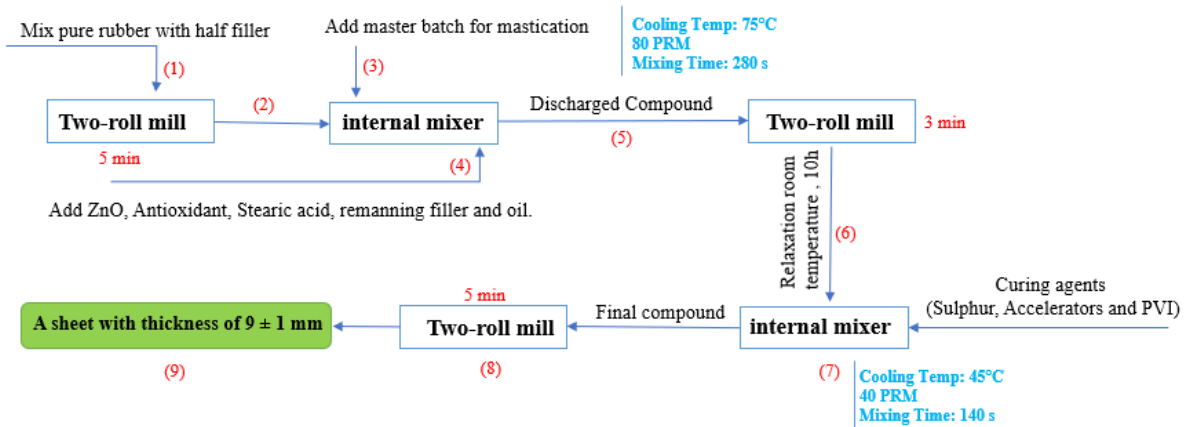 Mix pure rubber with half filler
(1)
Two-roll mill
5 min
(2)
Add master batch for mastication
(3)
internal mixer
(4)
Add ZnO, Antioxidant, Stearic acid, remanning filler and oil.
Cooling Temp: 75°C
80 PRM
Mixing Time: 280 s
Discharged Compound
(5)
Two-roll mill
3 min
Relaxation room
temperature , 10h
(6)
Curing agents
(Sulphur, Accelerators and PVI)
internal mixer
(7)
Cooling Temp: 45°C
40 PRM
Mixing Time: 140 s
Final compound
5 min
Two-roll mill
(8)
A sheet with thickness of 9 ± 1 mm
(9)